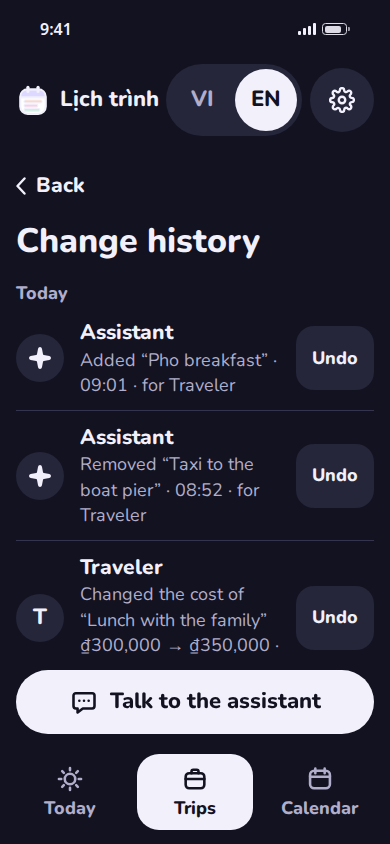 9:41
Lịch trình
VI
EN
Back
Change history
Today
Assistant
Added “Pho breakfast” ·
09:01 · for Traveler
Undo
Assistant
Removed “Taxi to the
boat pier” · 08:52 · for
Traveler
Undo
T
Traveler
Changed the cost of
“Lunch with the family”
₫300,000 → ₫350,000 ·
Undo
Talk to the assistant
Today
Trips
Calendar